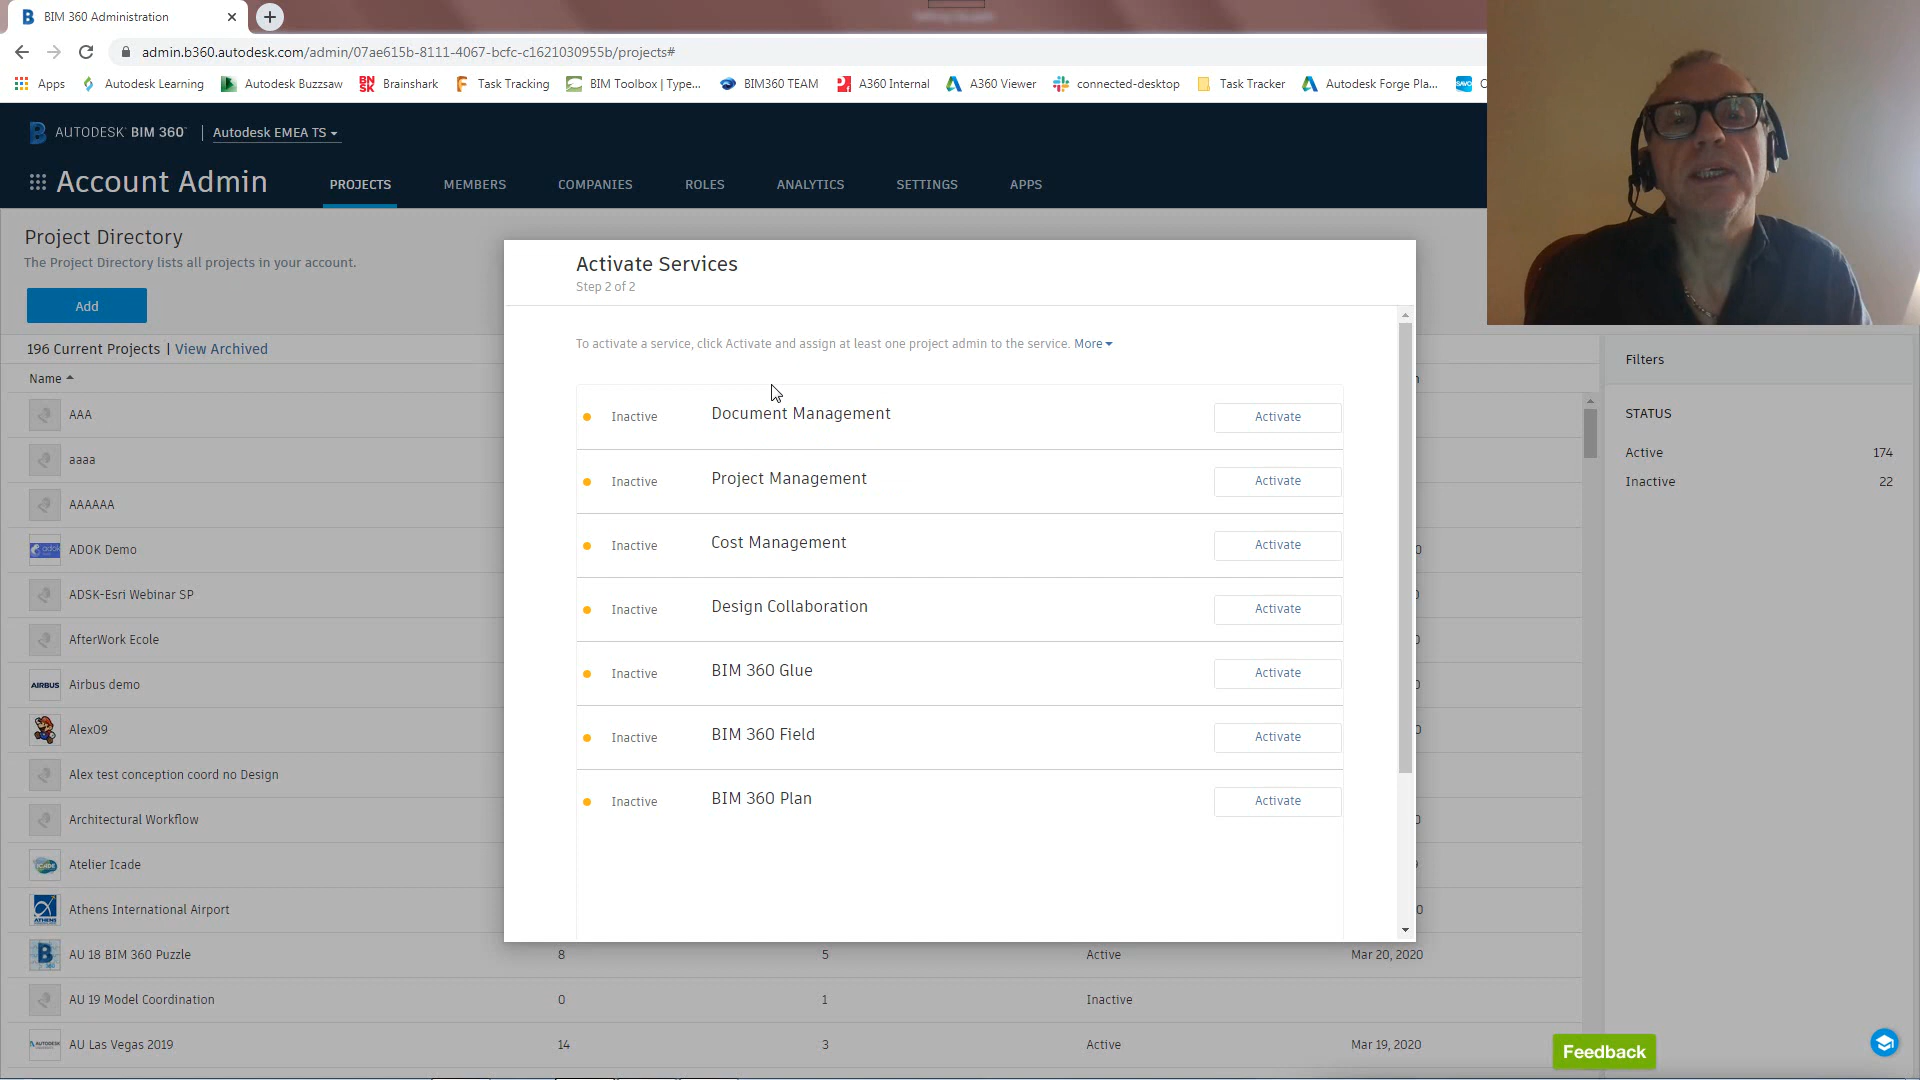 BIM 360 Administration
admin.b360.autodesk.com/admin/07ae615b-8111-4067-bcfc-c1621030955b/projects#
Apps Autodesk Learning Autodesk Buzzsaw Brainshark Task Tracking BIM Toolbox | Type... BIM360 TEAM A360 Internal A360 Viewer connected-desktop Task Tracker Autodesk Forge Pla...
AUTODESK BIM 360 Autodesk EMEA TS
Account Admin PROJECTS MEMBERS COMPANIES ROLES ANALYTICS SETTINGS APPS
Project Directory
The Project Directory lists all projects in your account.
Add
196 Current Projects | View Archived
Name
AAA
aaaa
AAAAAA
ADOK Demo
ADSK-Esri Webinar SP
AfterWork Ecole
AIRBUS Airbus demo
Alex09
Alex test conception coord no Design
Architectural Workflow
Atelier Icade
Athens International Airport
AU 18 BIM 360 Puzzle 8 5 Active Mar 20, 2020
AU 19 Model Coordination 0 1 Inactive
AU Las Vegas 2019 14 3 Active Mar 19, 2020
Activate Services
Step 2 of 2
To activate a service, click Activate and assign at least one project admin to the service. More
Inactive Document Management Activate
Inactive Project Management Activate
Inactive Cost Management Activate
Inactive Design Collaboration Activate
Inactive BIM 360 Glue Activate
Inactive BIM 360 Field Activate
Inactive BIM 360 Plan Activate
Filters
STATUS
Active 174
Inactive 22
Feedback